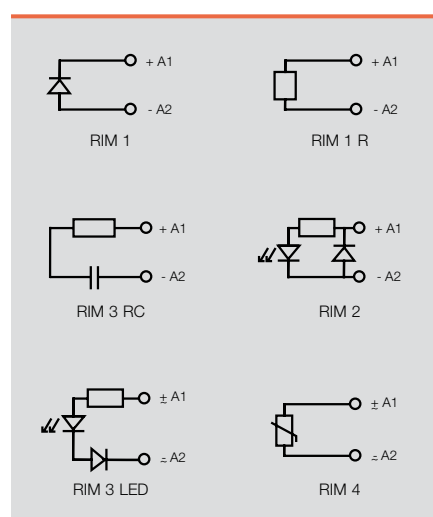 + A1
+ A1
- A2
- A2
RIM 1
RIM 1 R
+ A1
+ A1
- A2
- A2
RIM 3 RC
RIM 2
± A1
± A1
≂ A2
≂ A2
RIM 3 LED
RIM 4